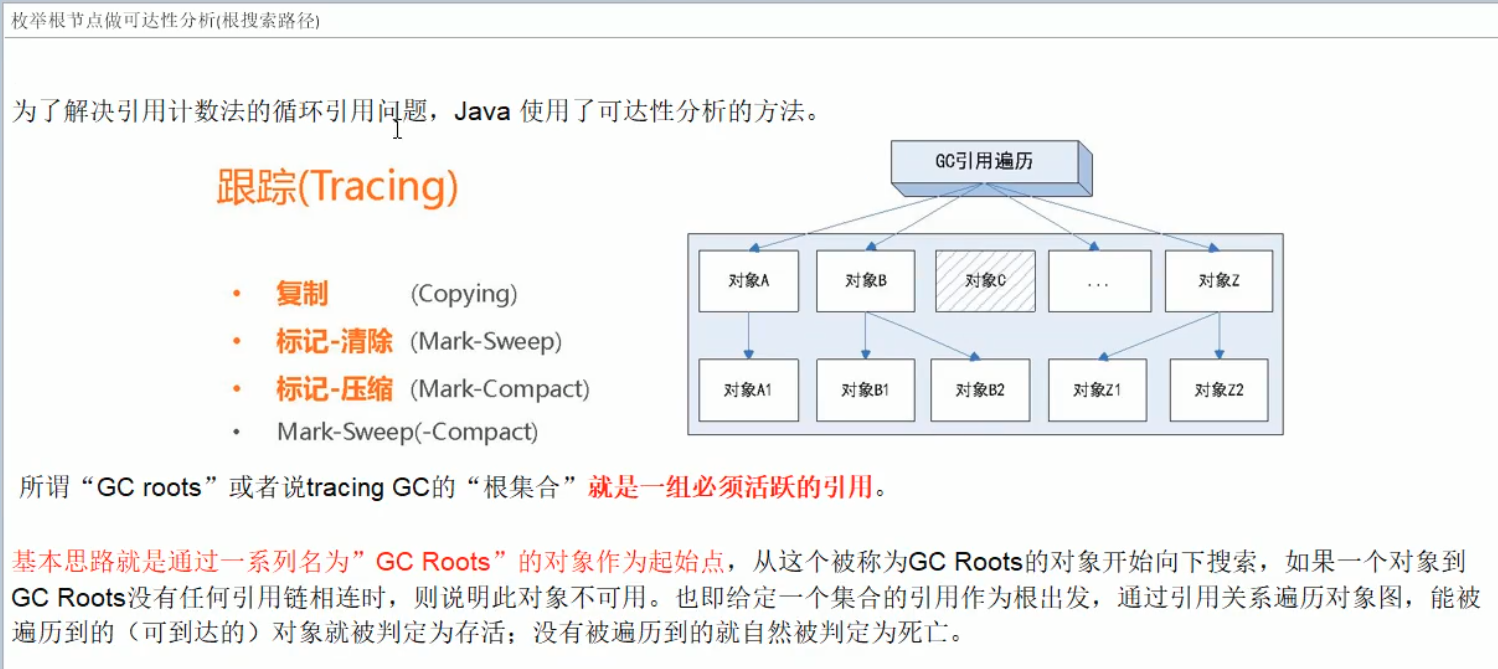 枚举根节点做可达性分析(根搜索路径)
为了解决引用计数法的循环引用问题，Java 使用了可达性分析的方法。
跟踪(Tracing)
• 复制 (Copying)
• 标记-清除 (Mark-Sweep)
• 标记-压缩 (Mark-Compact)
• Mark-Sweep(-Compact)
GC引用遍历
对象A 对象B 对象C ... 对象Z
对象A1 对象B1 对象B2 对象Z1 对象Z2
所谓“GC roots”或者说tracing GC的“根集合”就是一组必须活跃的引用。
基本思路就是通过一系列名为”GC Roots”的对象作为起始点，从这个被称为GC Roots的对象开始向下搜索，如果一个对象到
GC Roots没有任何引用链相连时，则说明此对象不可用。也即给定一个集合的引用作为根出发，通过引用关系遍历对象图，能被
遍历到的（可到达的）对象就被判定为存活；没有被遍历到的就自然被判定为死亡。